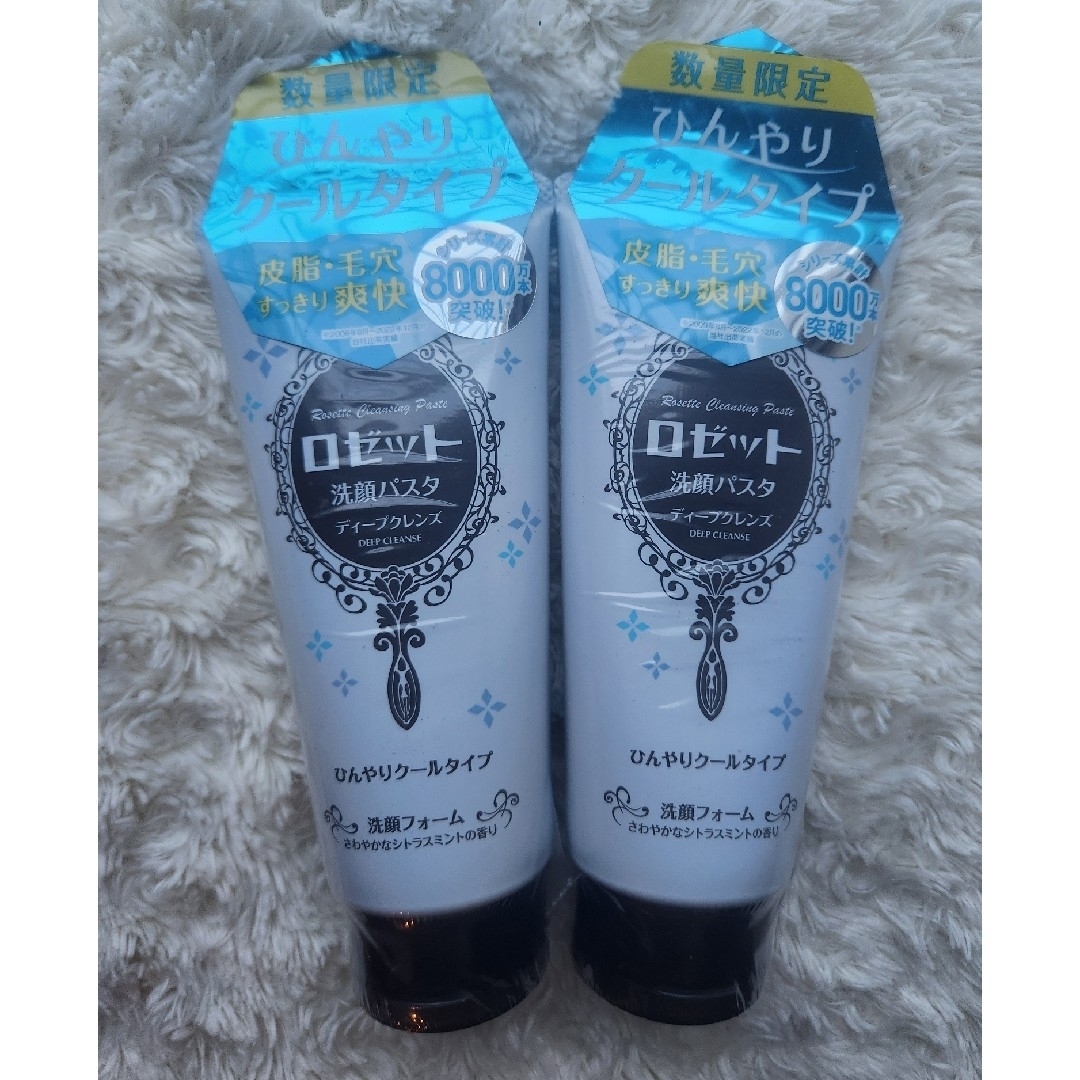 数量限定
ひんやり
クールタイプ
皮脂・毛穴
すっきり爽快
シリーズ
8000万本
突破!
Rosette Cleansing Paste
ロゼット
洗顔パスタ
ディープクレンズ
DEEP CLEANSE
ひんやりクールタイプ
洗顔フォーム
さわやかなシトラスミントの香り
数量限定
ひんやり
クールタイプ
皮脂・毛穴
すっきり爽快
シリーズ
8000万本
突破!
Rosette Cleansing Paste
ロゼット
洗顔パスタ
ディープクレンズ
DEEP CLEANSE
ひんやりクールタイプ
洗顔フォーム
さわやかなシトラスミントの香り